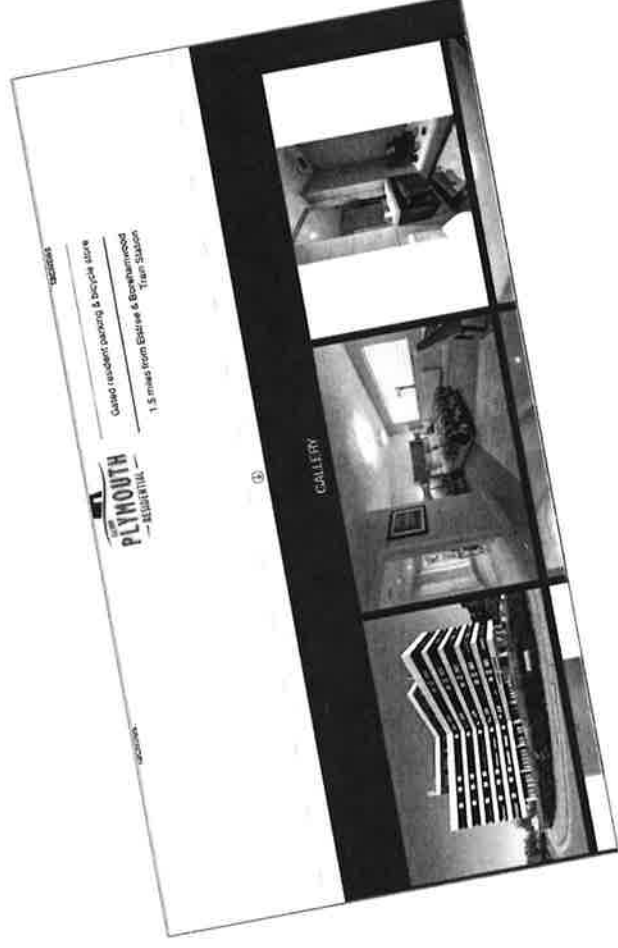 PLYMOUTH
RESIDENTIAL
Gated resident parking & bicycle store
1.5 miles from Elstree & Borehamwood
Train Station
GALLERY